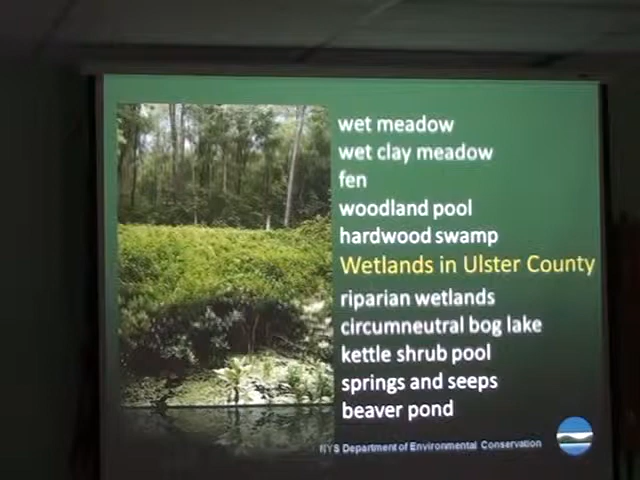 wet meadow
wet clay meadow
fen
woodland pool
hardwood swamp
Wetlands in Ulster County
riparian wetlands
circumneutral bog lake
kettle shrub pool
springs and seeps
beaver pond
NYS Department of Environmental Conservation